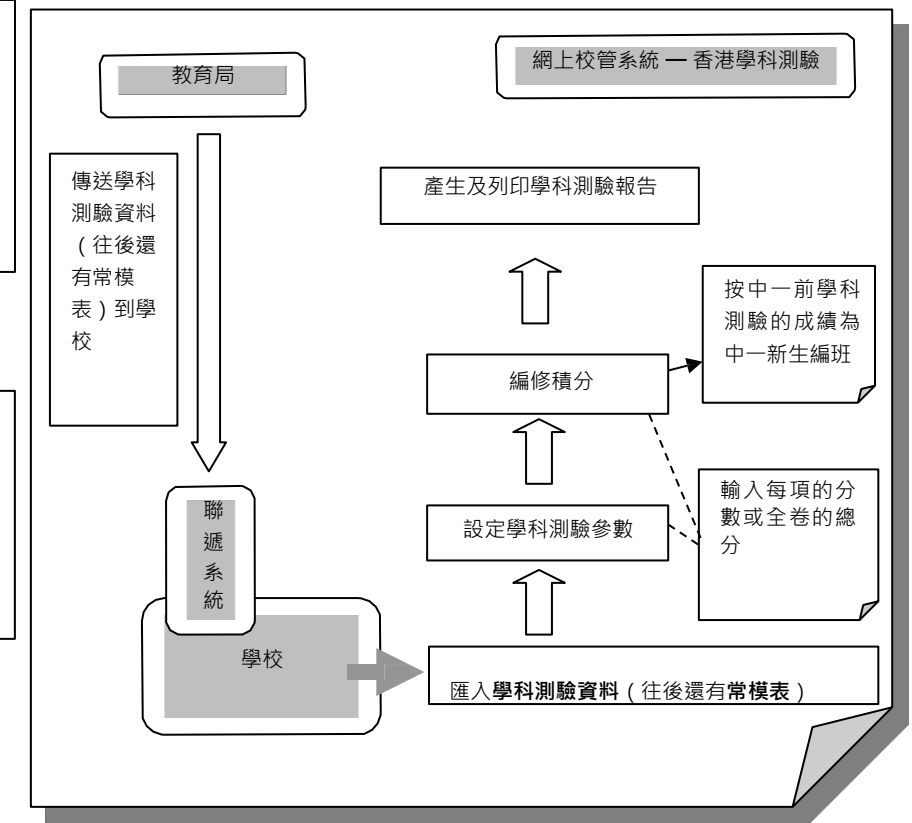 教育局
網上校管系統 — 香港學科測驗
傳送學科
測驗資料
（往後還
有常模
表）到學
校
產生及列印學科測驗報告
按中一前學科
測驗的成績為
中一新生編班
編修積分
輸入每項的分
數或全卷的總
分
設定學科測驗參數
聯
遞
系
統
學校
匯入學科測驗資料（往後還有常模表）